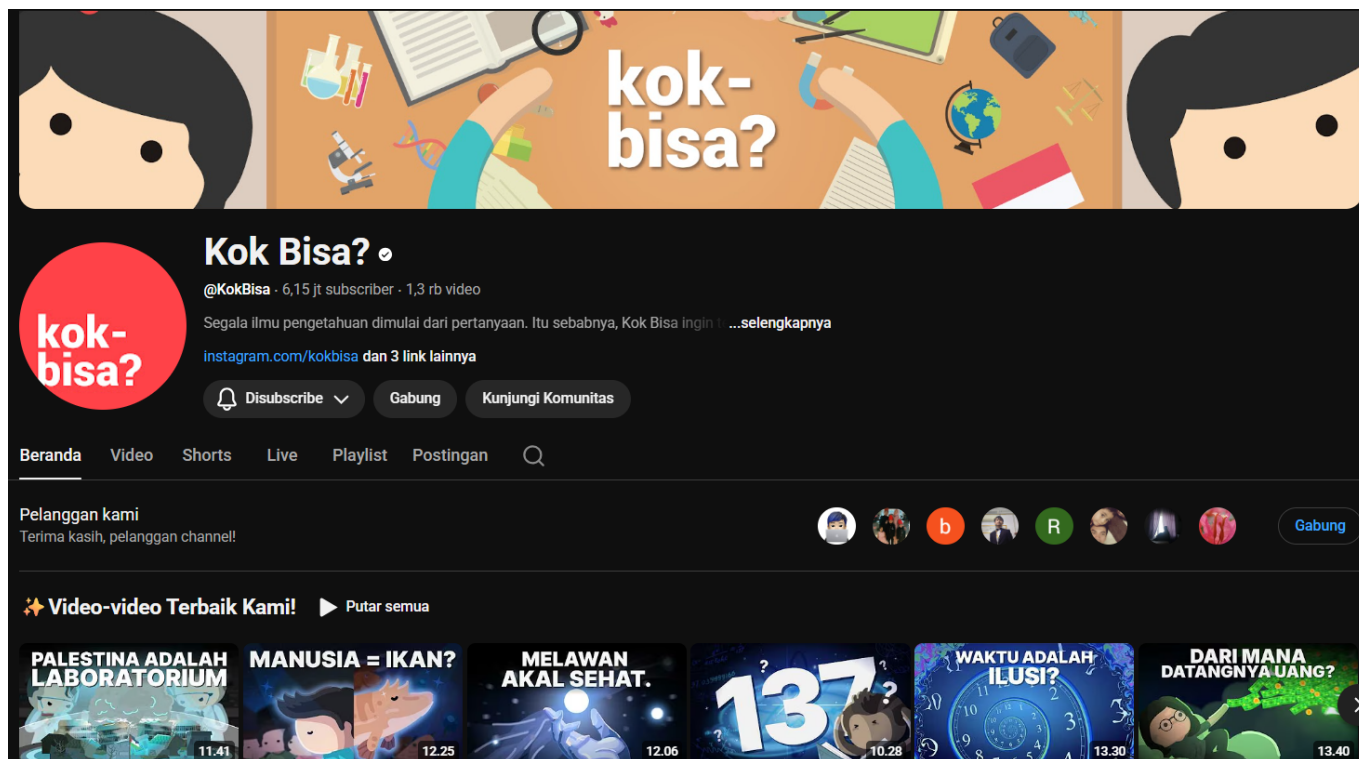 kok-
bisa?
Kok Bisa?
@KokBisa · 6,15 jt subscriber · 1,3 rb video
Segala ilmu pengetahuan dimulai dari pertanyaan. Itu sebabnya, Kok Bisa ingin ...selengkapnya
instagram.com/kokbisa dan 3 link lainnya
kok-
bisa?
Disubscribe Gabung Kunjungi Komunitas
Beranda Video Shorts Live Playlist Postingan
Pelanggan kami
Terima kasih, pelanggan channel!
b R Gabung
✨ Video-video Terbaik Kami! Putar semua
PALESTINA ADALAH
LABORATORIUM
11.41
MANUSIA = IKAN?
12.25
MELAWAN
AKAL SEHAT.
12.06
137
? ? ? ?
10.28
WAKTU ADALAH
ILUSI?
13.30
DARI MANA
DATANGNYA UANG?
13.40